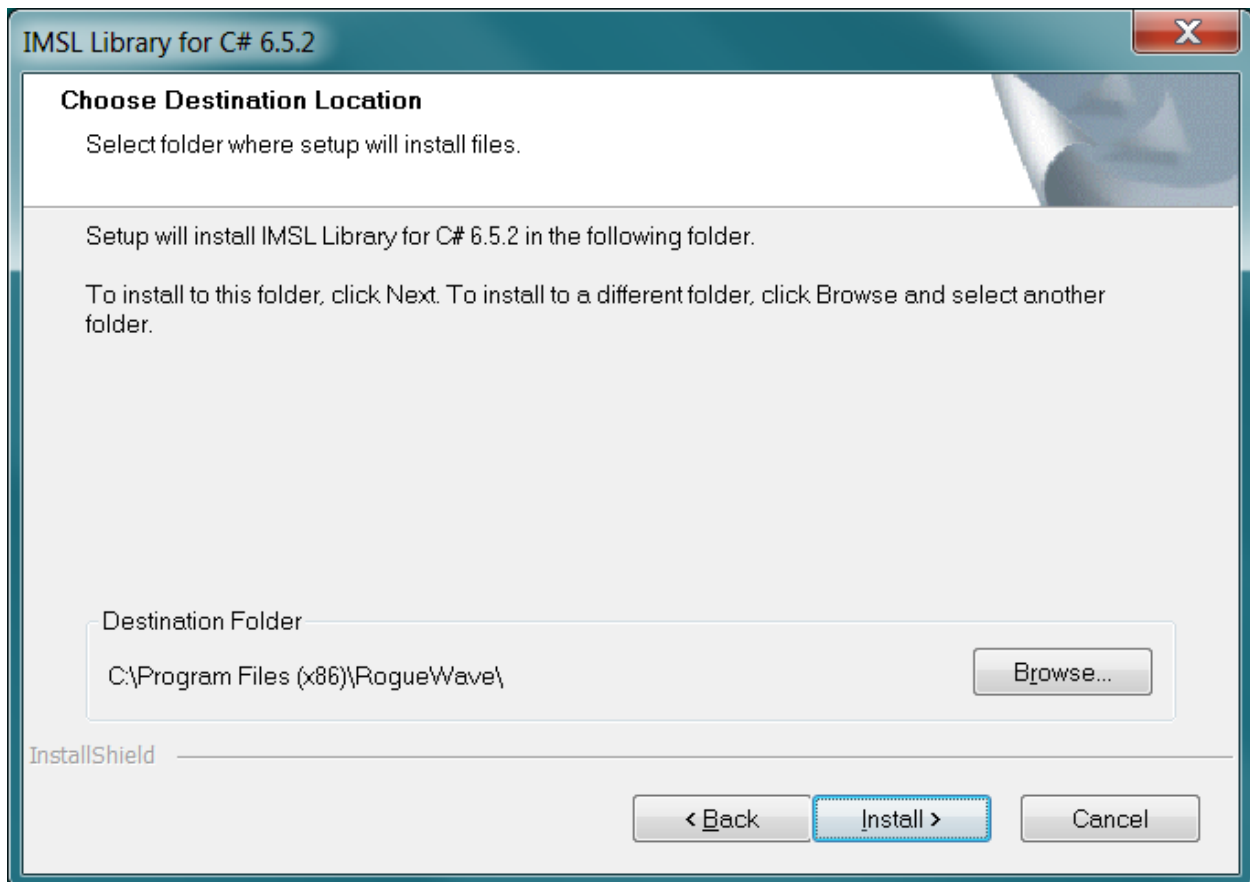 IMSL Library for C# 6.5.2
Choose Destination Location
Select folder where setup will install files.
Setup will install IMSL Library for C# 6.5.2 in the following folder.
To install to this folder, click Next. To install to a different folder, click Browse and select another
folder.
Destination Folder
C:\Program Files (x86)\RogueWave\
Browse...
InstallShield
< Back
Install >
Cancel